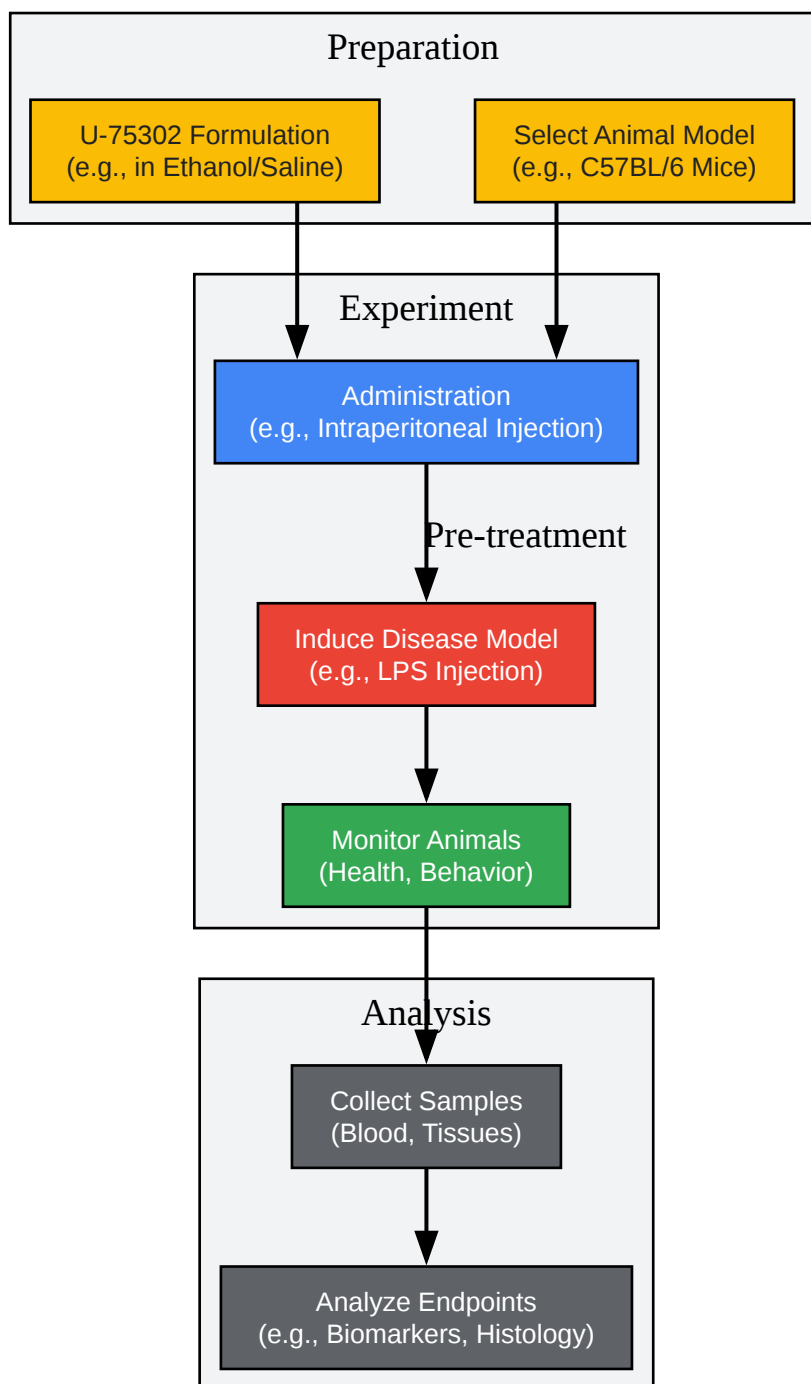 Preparation
U-75302 Formulation
(e.g., in Ethanol/Saline)
Select Animal Model
(e.g., C57BL/6 Mice)
Experiment
Administration
(e.g., Intraperitoneal Injection)
Pre-treatment
Induce Disease Model
(e.g., LPS Injection)
Monitor Animals
(Health, Behavior)
Analysis
Collect Samples
(Blood, Tissues)
Analyze Endpoints
(e.g., Biomarkers, Histology)